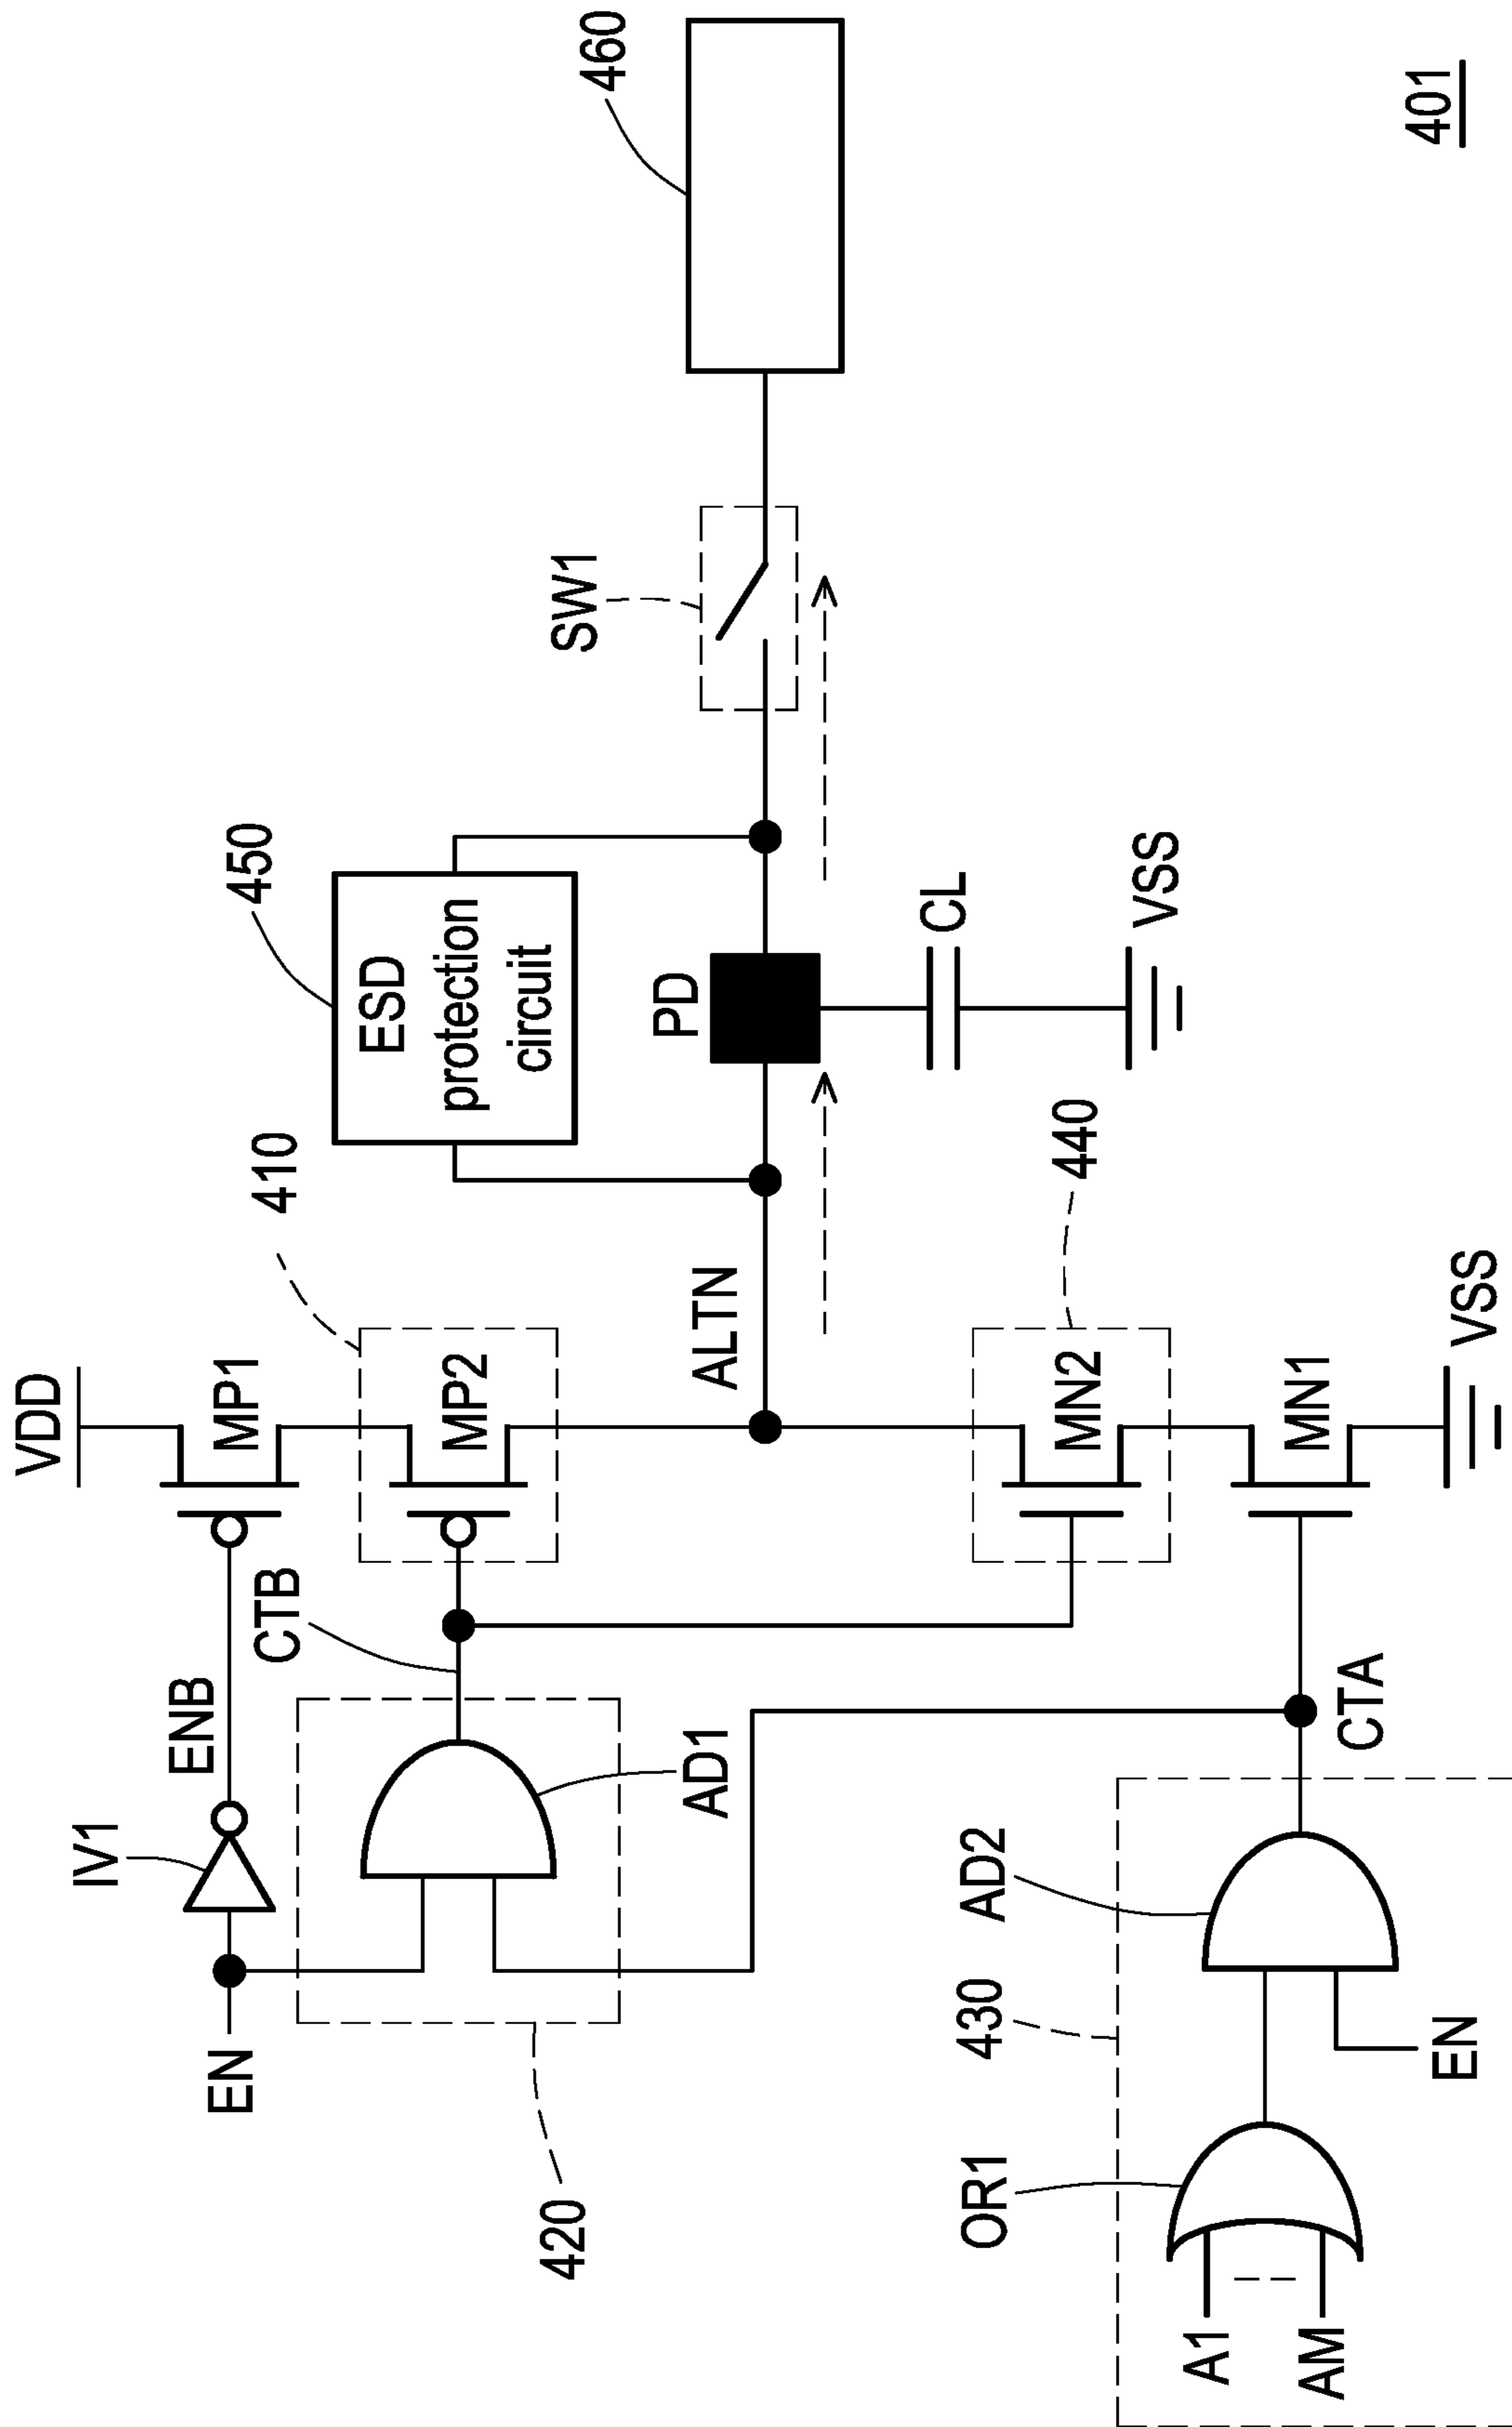 VDD
EN
IV1
ENB
MP1
410
420
CTB
MP2
AD1
ALTN
450
ESD
protection
circuit
PD
SW1
460
CL
VSS
430
OR1
AD2
440
MN2
A1
AM
EN
CTA
MN1
VSS
401